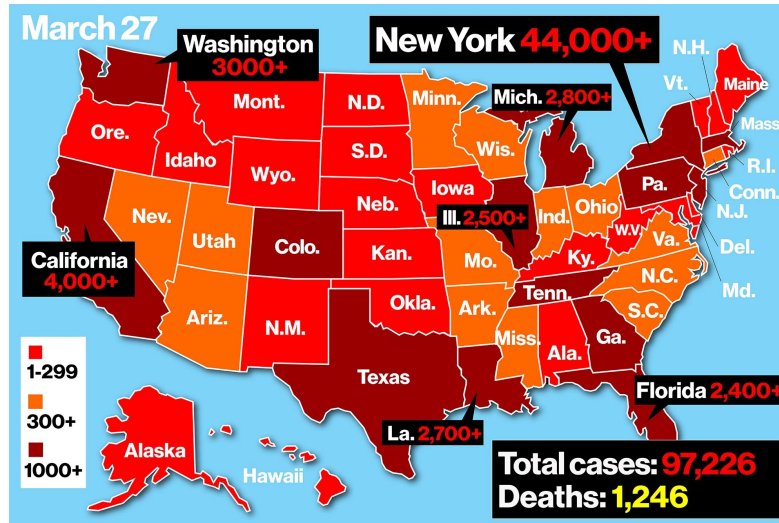 March 27
Washington
3000+
New York 44,000+
N.H.
Vt.
Maine
Mont.
N.D.
Minn.
Mich. 2,800+
Mass
Ore.
Idaho
S.D.
Wis.
R.I.
Wyo.
Conn.
Pa.
Iowa
Neb.
N.J.
Nev.
Ill. 2,500+
Ind.
Ohio
Utah
Colo.
W.V.
Va.
Del.
California
4,000+
Kan.
Mo.
Ky.
Md.
N.C.
Tenn.
Okla.
Ark.
Ariz.
N.M.
S.C.
Miss.
Ala.
Ga.
1-299
Texas
Florida 2,400+
300+
La. 2,700+
Alaska
1000+
Hawaii
Total cases: 97,226
Deaths: 1,246